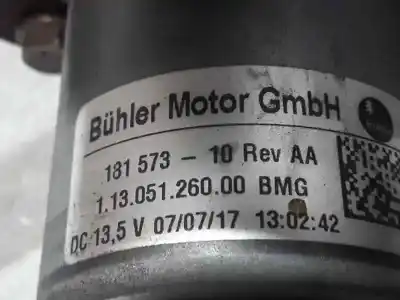 Bühler Motor GmbH
181 573 - 10 Rev AA
1.13.051.260.00 BMG
DC 13,5 V 07/07/17 13:02:42